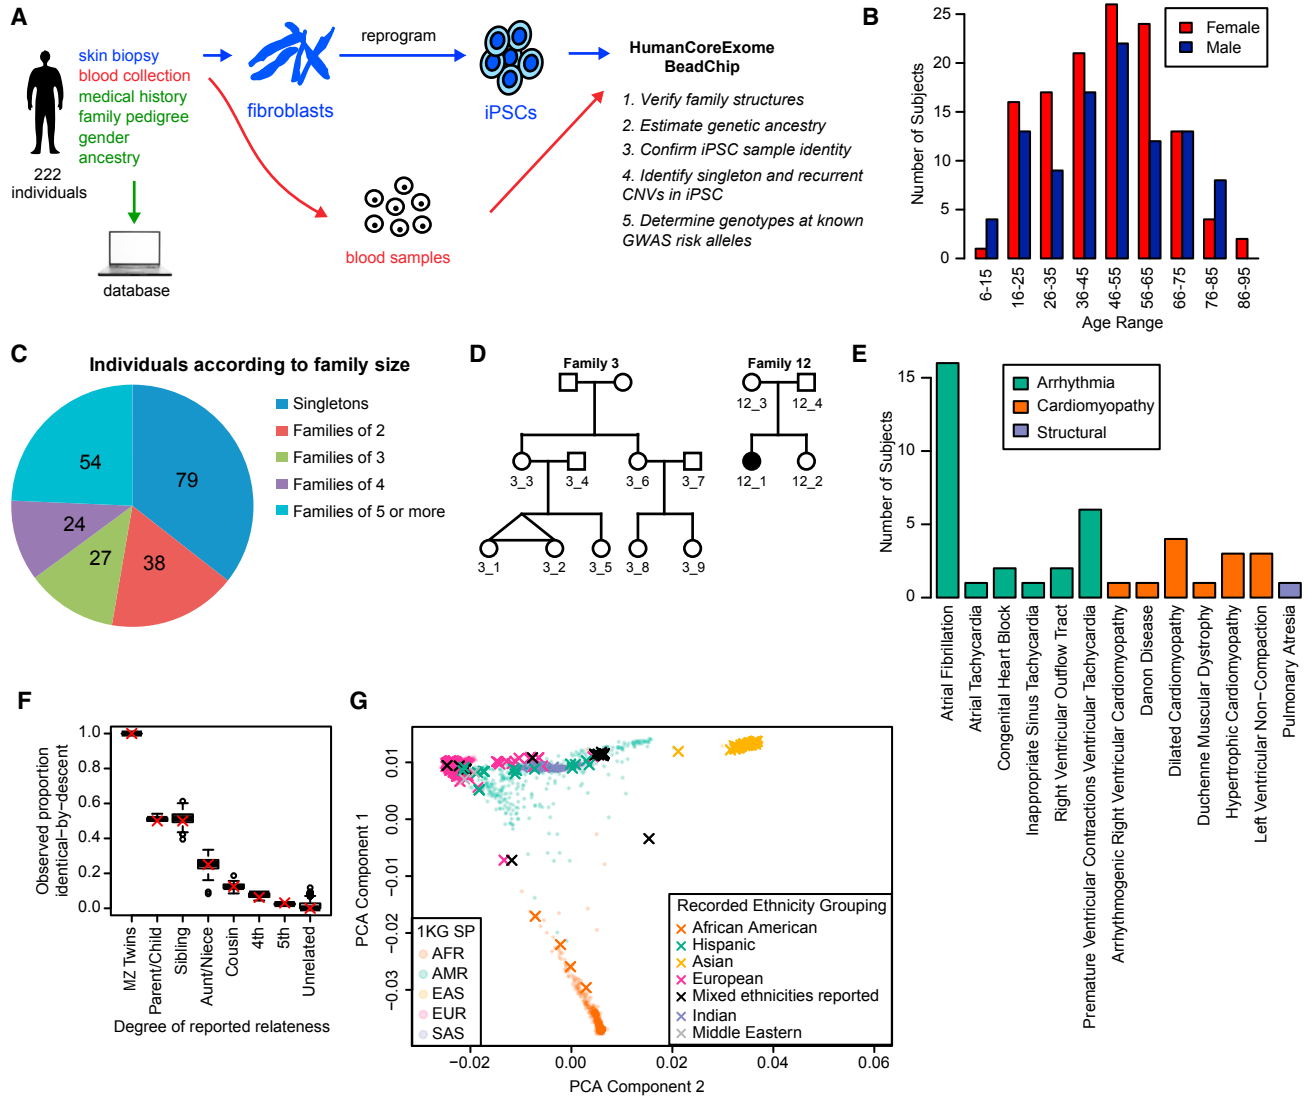 A
skin biopsy
blood collection
medical history
family pedigree
gender
ancestry
222
individuals
database
fibroblasts
reprogram
iPSCs
blood samples
HumanCoreExome
BeadChip
1. Verify family structures
2. Estimate genetic ancestry
3. Confirm iPSC sample identity
4. Identify singleton and recurrent
CNVs in iPSC
5. Determine genotypes at known
GWAS risk alleles
B
Number of Subjects
25
20
15
10
5
0
Female
Male
6-15
16-25
26-35
36-45
46-55
56-65
66-75
76-85
86-95
Age Range
C
Individuals according to family size
54
79
24
27
38
Singletons
Families of 2
Families of 3
Families of 4
Families of 5 or more
D
Family 3
3_3
3_4
3_6
3_7
3_1
3_2
3_5
3_8
3_9
Family 12
12_3
12_4
12_1
12_2
E
Number of Subjects
15
10
5
0
Arrhythmia
Cardiomyopathy
Structural
Atrial Fibrillation
Atrial Tachycardia
Congenital Heart Block
Inappropriate Sinus Tachycardia
Right Ventricular Outflow Tract
Premature Ventricular Contractions Ventricular Tachycardia
Arrhythmogenic Right Ventricular Cardiomyopathy
Danon Disease
Dilated Cardiomyopathy
Duchenne Muscular Dystrophy
Hypertrophic Cardiomyopathy
Left Ventricular Non−Compaction
Pulmonary Atresia
F
Observed proportion
identical−by−descent
1.0
0.8
0.6
0.4
0.2
0.0
MZ Twins
Parent/Child
Sibling
Aunt/Niece
Cousin
4th
5th
Unrelated
Degree of reported relateness
G
PCA Component 1
0.01
0.00
−0.01
−0.02
−0.03
1KG SP
AFR
AMR
EAS
EUR
SAS
Recorded Ethnicity Grouping
African American
Hispanic
Asian
European
Mixed ethnicities reported
Indian
Middle Eastern
−0.02
0.00
0.02
0.04
0.06
PCA Component 2